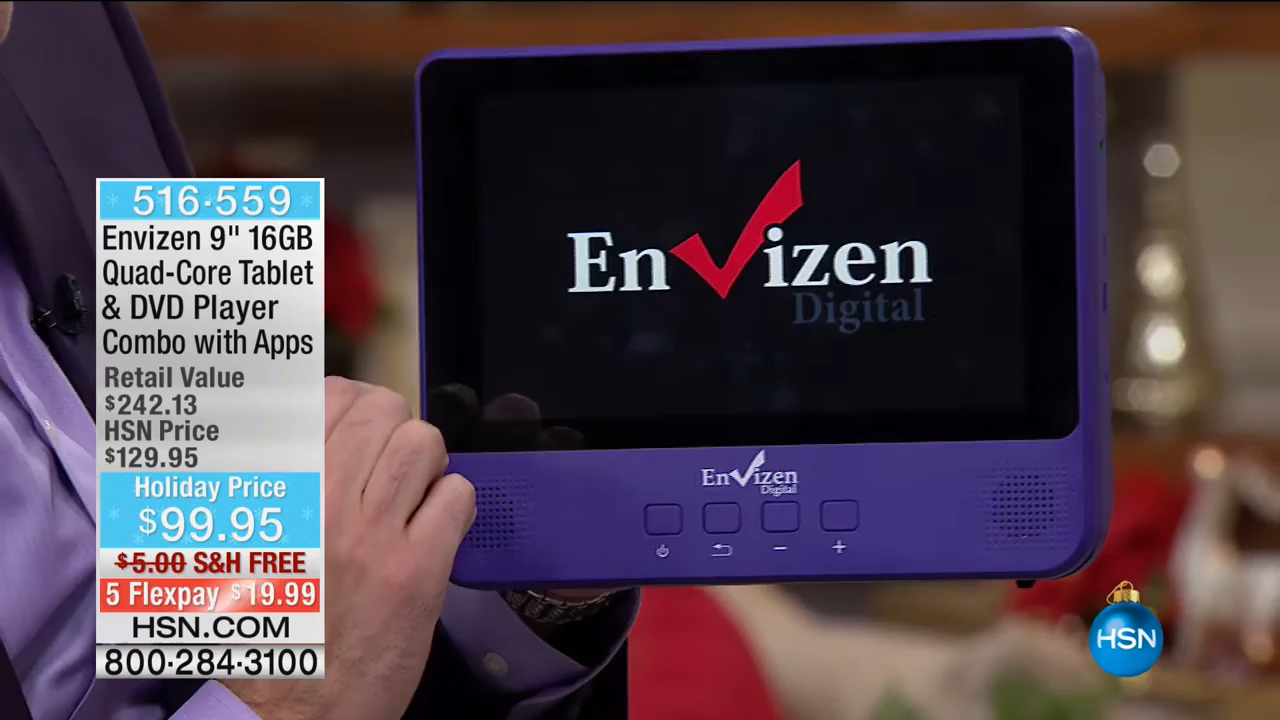 516·559
Envizen 9" 16GB
Quad-Core Tablet
& DVD Player
Combo with Apps
Retail Value
$242.13
HSN Price
$129.95
Holiday Price
$99.95
$5.00 S&H FREE
5 Flexpay $19.99
HSN.COM
800·284·3100
Envizen
Digital
Envizen
Digital
HSN